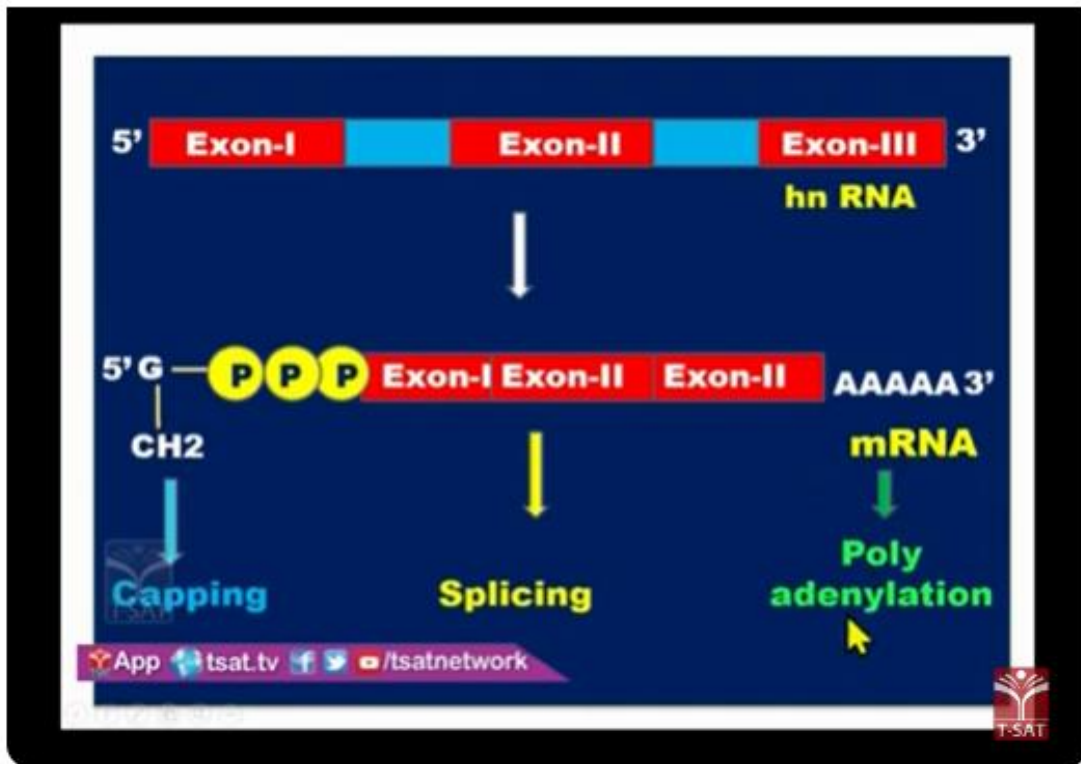 5' Exon-I Exon-II Exon-III 3'
hn RNA
5' G P P P Exon-I Exon-II Exon-II AAAAA 3'
CH2 mRNA
Capping Splicing Poly adenylation
T-SAT
App tsat.tv /tsatnetwork
T-SAT